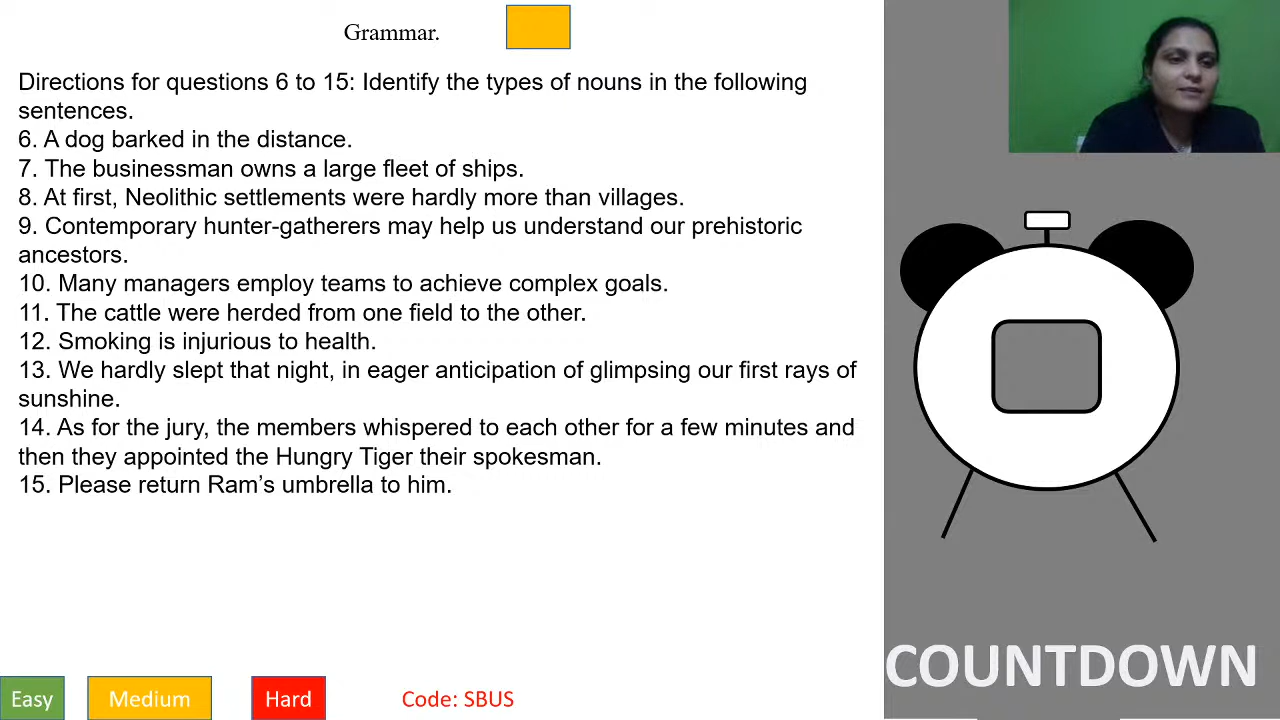 Grammar.
Directions for questions 6 to 15: Identify the types of nouns in the following
sentences.
6. A dog barked in the distance.
7. The businessman owns a large fleet of ships.
8. At first, Neolithic settlements were hardly more than villages.
9. Contemporary hunter-gatherers may help us understand our prehistoric
ancestors.
10. Many managers employ teams to achieve complex goals.
11. The cattle were herded from one field to the other.
12. Smoking is injurious to health.
13. We hardly slept that night, in eager anticipation of glimpsing our first rays of
sunshine.
14. As for the jury, the members whispered to each other for a few minutes and
then they appointed the Hungry Tiger their spokesman.
15. Please return Ram’s umbrella to him.
COUNTDOWN
Easy
Medium
Hard
Code: SBUS